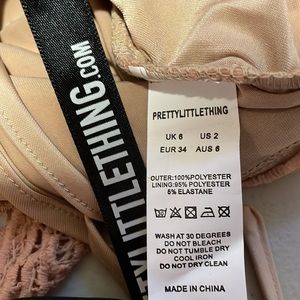 PRETTYLITTLETHING
UK 6 US 2
EUR 34 AUS 6
OUTER:100%POLYESTER
LINING:95% POLYESTER
5% ELASTANE
WASH AT 30 DEGREES
DO NOT BLEACH
DO NOT TUMBLE DRY
COOL IRON
DO NOT DRY CLEAN
MADE IN CHINA
TYLITTLETHING.COM